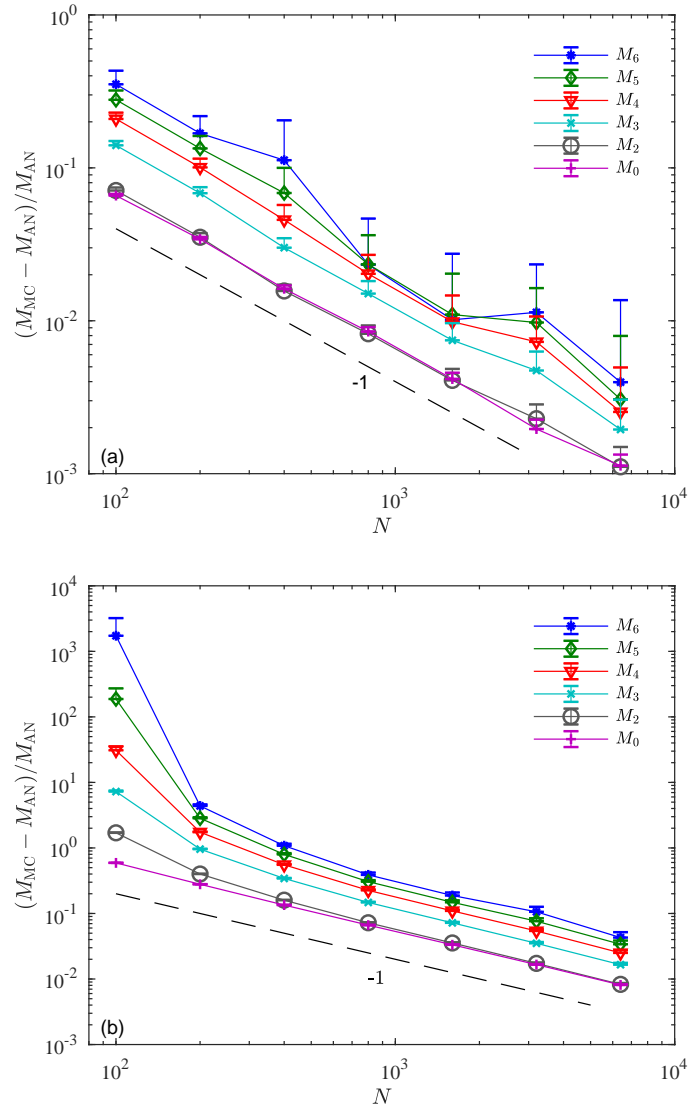 10^0
10^{-1}
10^{-2}
10^{-3}
(M_MC − M_AN)/M_AN
M_6
M_5
M_4
M_3
M_2
M_0
-1
(a)
10^2
10^3
10^4
N
10^4
10^3
10^2
10^1
10^0
10^{-1}
10^{-2}
10^{-3}
(M_MC − M_AN)/M_AN
M_6
M_5
M_4
M_3
M_2
M_0
-1
(b)
10^2
10^3
10^4
N